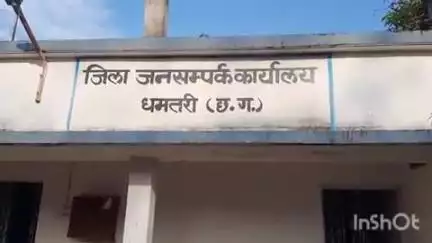 जिला जनसम्पर्क कार्यालय
धमतरी (छ.ग.)
InShOt